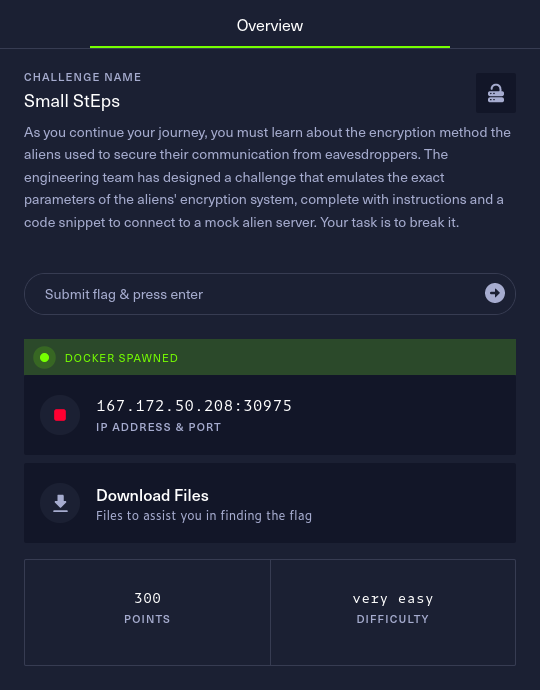 Overview
CHALLENGE NAME
Small StEps
As you continue your journey, you must learn about the encryption method the
aliens used to secure their communication from eavesdroppers. The
engineering team has designed a challenge that emulates the exact
parameters of the aliens' encryption system, complete with instructions and a
code snippet to connect to a mock alien server. Your task is to break it.
Submit flag & press enter
DOCKER SPAWNED
167.172.50.208:30975
IP ADDRESS & PORT
Download Files
Files to assist you in finding the flag
300
POINTS
very easy
DIFFICULTY